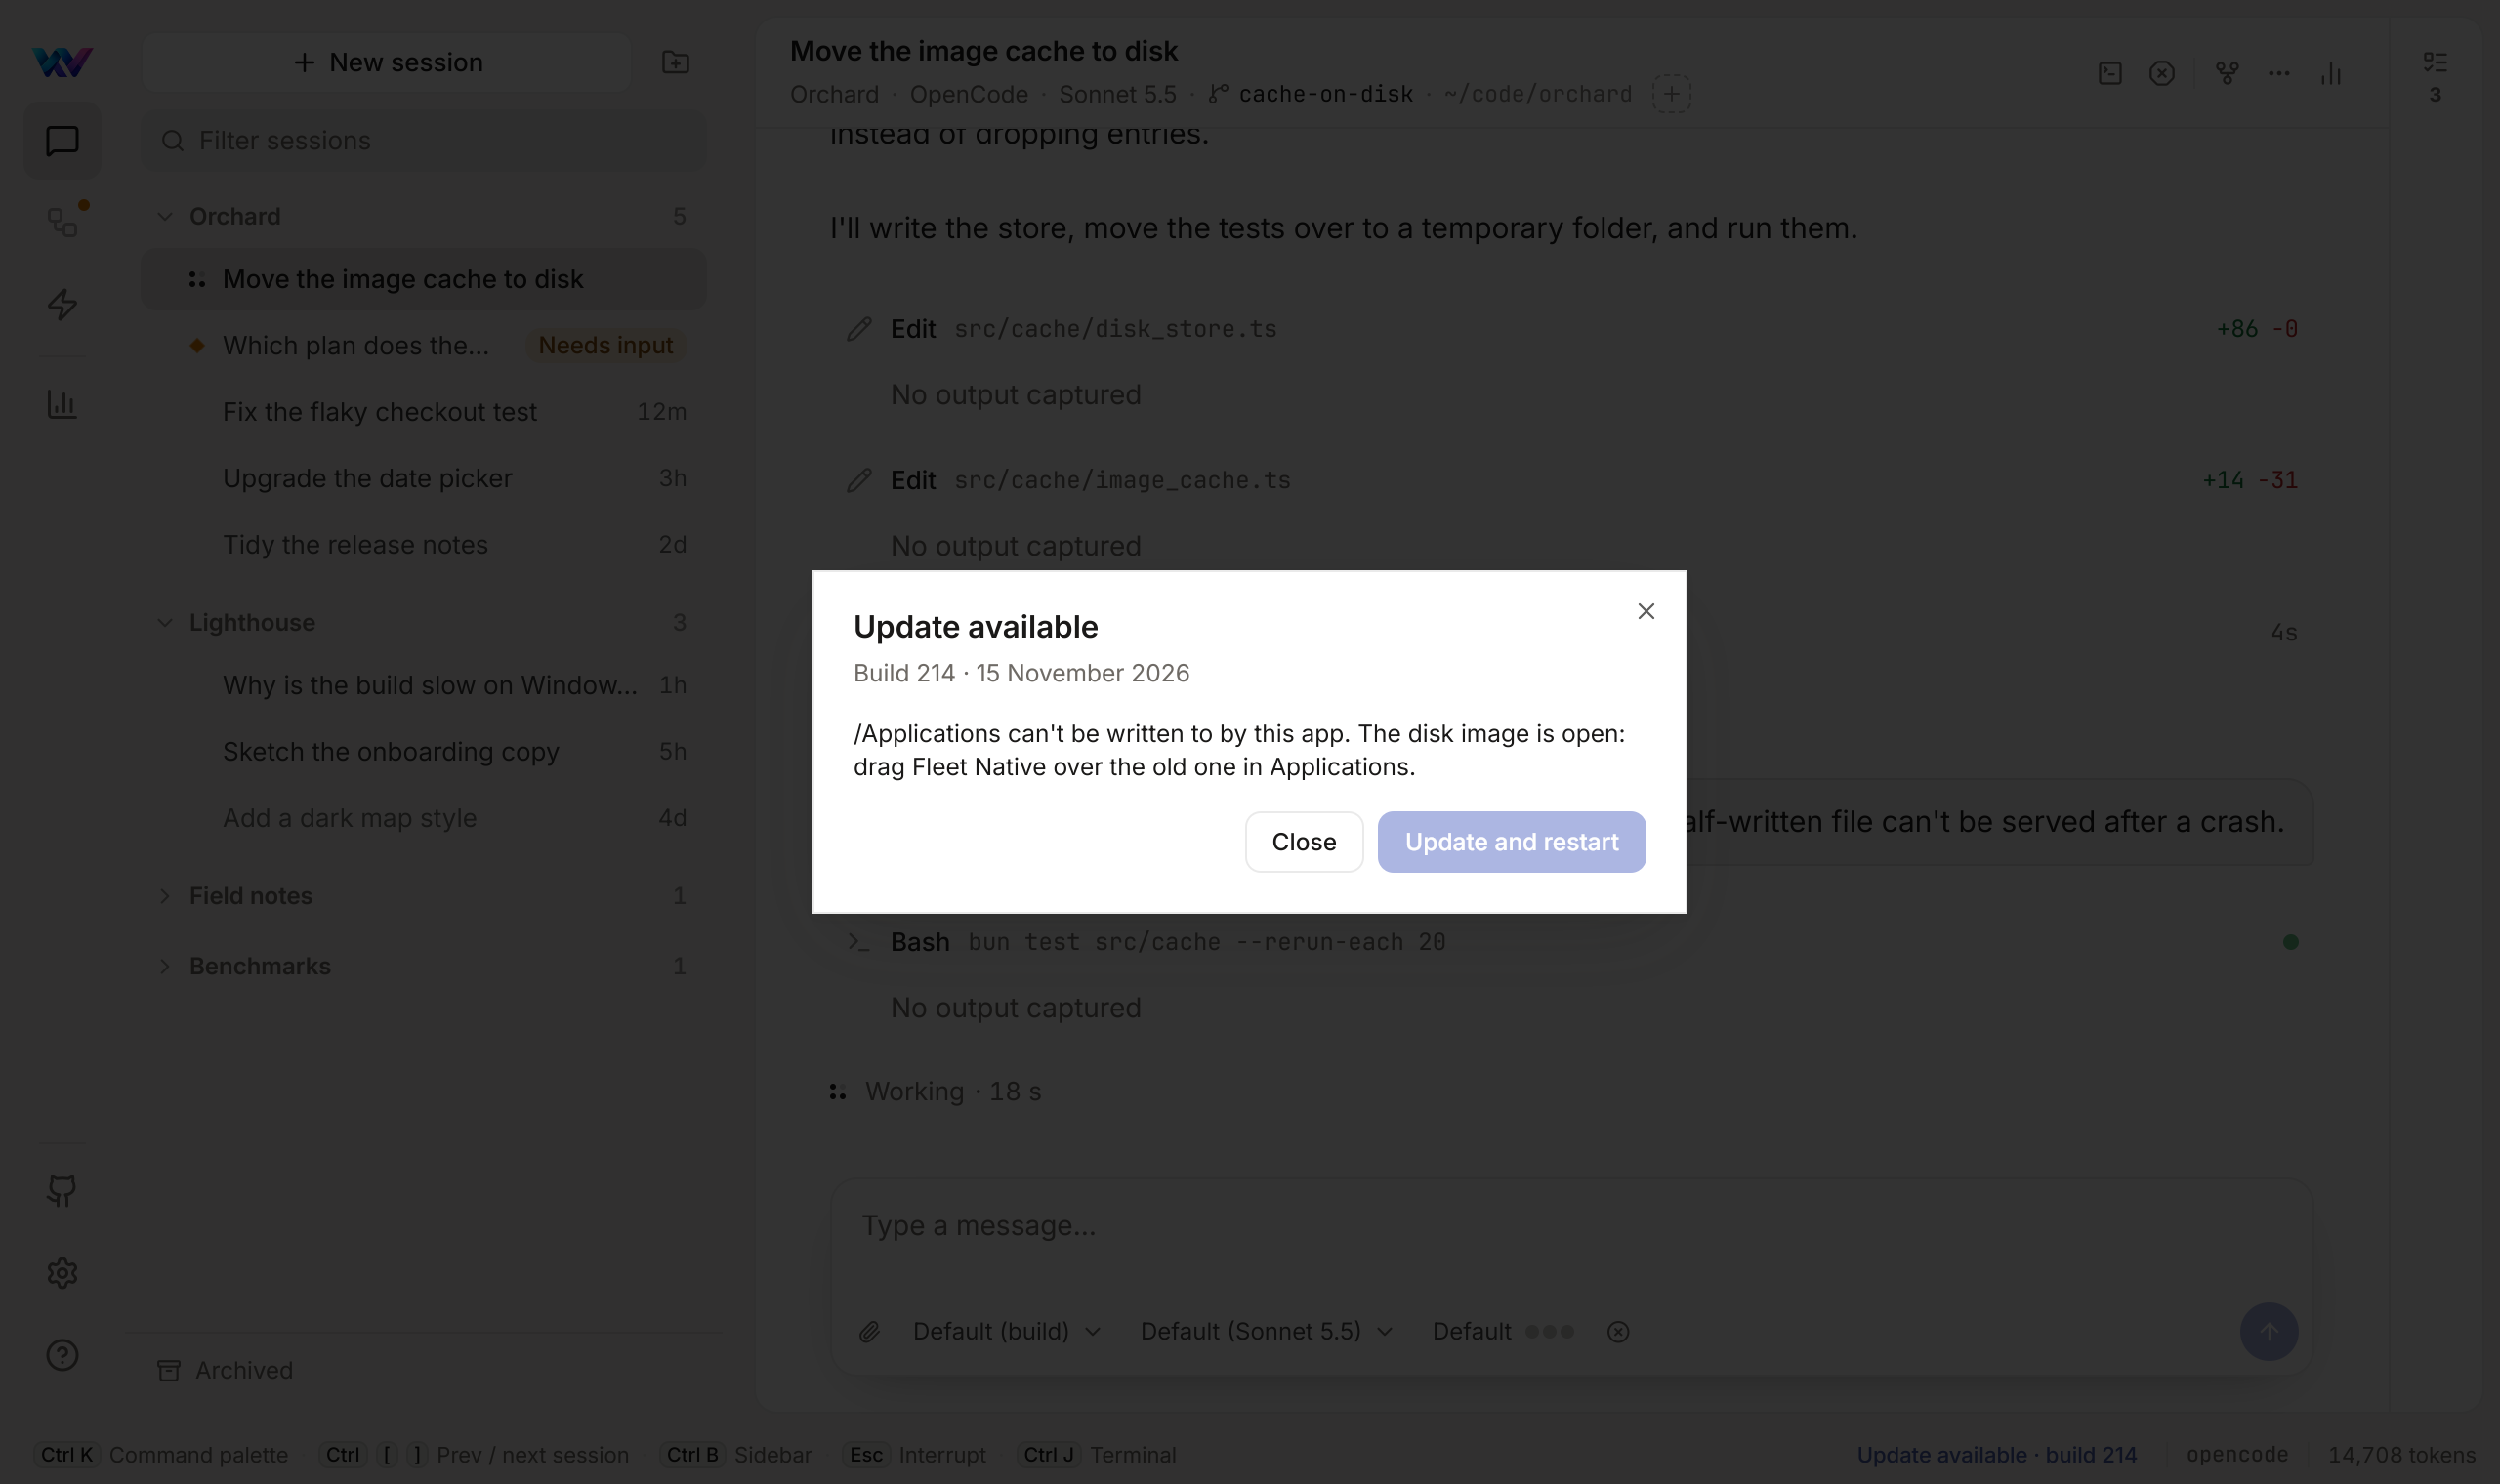 New session
Filter sessions
Orchard 5
Move the image cache to disk
Which plan does the... Needs input
Fix the flaky checkout test 12m
Upgrade the date picker 3h
Tidy the release notes 2d
Lighthouse 3
Why is the build slow on Window... 1h
Sketch the onboarding copy 5h
Add a dark map style 4d
Field notes 1
Benchmarks 1
Archived
Move the image cache to disk
Orchard · OpenCode · Sonnet 5.5 · cache-on-disk · ~/code/orchard
3
instead of dropping entries.
I'll write the store, move the tests over to a temporary folder, and run them.
Edit src/cache/disk_store.ts +86 -0
No output captured
Edit src/cache/image_cache.ts +14 -31
No output captured
4s
Update available
Build 214 · 15 November 2026
/Applications can't be written to by this app. The disk image is open:
drag Fleet Native over the old one in Applications.
Close Update and restart
alf-written file can't be served after a crash.
Bash bun test src/cache --rerun-each 20
No output captured
Working · 18 s
Type a message...
Default (build) Default (Sonnet 5.5) Default
Ctrl K Command palette Ctrl [ ] Prev / next session Ctrl B Sidebar Esc Interrupt Ctrl J Terminal
Update available · build 214 opencode 14,708 tokens